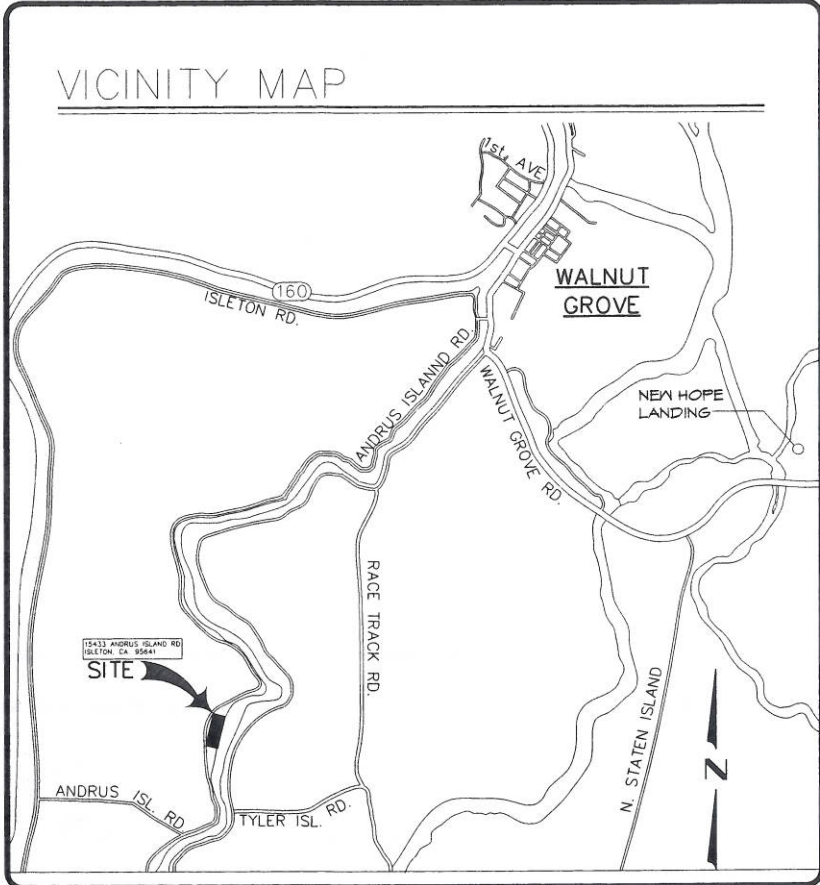 VICINITY MAP
1st. AVE
160
ISLETON RD.
WALNUT
GROVE
ANDRUS ISLANND RD.
WALNUT GROVE RD.
NEW HOPE
LANDING
RACE TRACK RD.
15433 ANDRUS ISLAND RD
ISLETON, CA 95641
SITE
N. STATEN ISLAND
N
ANDRUS ISL. RD
TYLER ISL. RD.